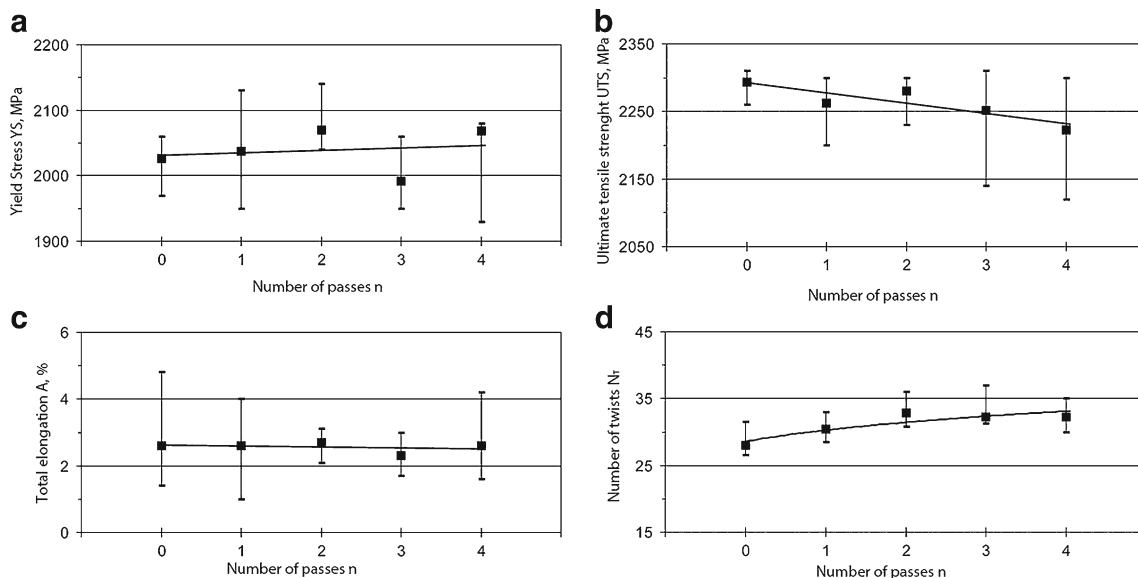 a
2200
2100
2000
1900
Yield Stress YS, MPa
0 1 2 3 4
Number of passes n
b
2350
2250
2150
2050
Ultimate tensile strenght UTS, MPa
0 1 2 3 4
Number of passes n
c
6
4
2
0
Total elongation A, %
0 1 2 3 4
Number of passes n
d
45
35
25
15
Number of twists Nт
0 1 2 3 4
Number of passes n